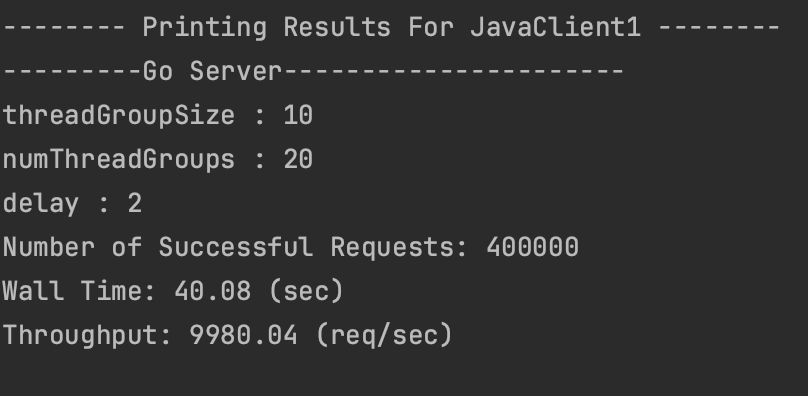 -------- Printing Results For JavaClient1 --------
---------Go Server----------------------
threadGroupSize : 10
numThreadGroups : 20
delay : 2
Number of Successful Requests: 400000
Wall Time: 40.08 (sec)
Throughput: 9980.04 (req/sec)